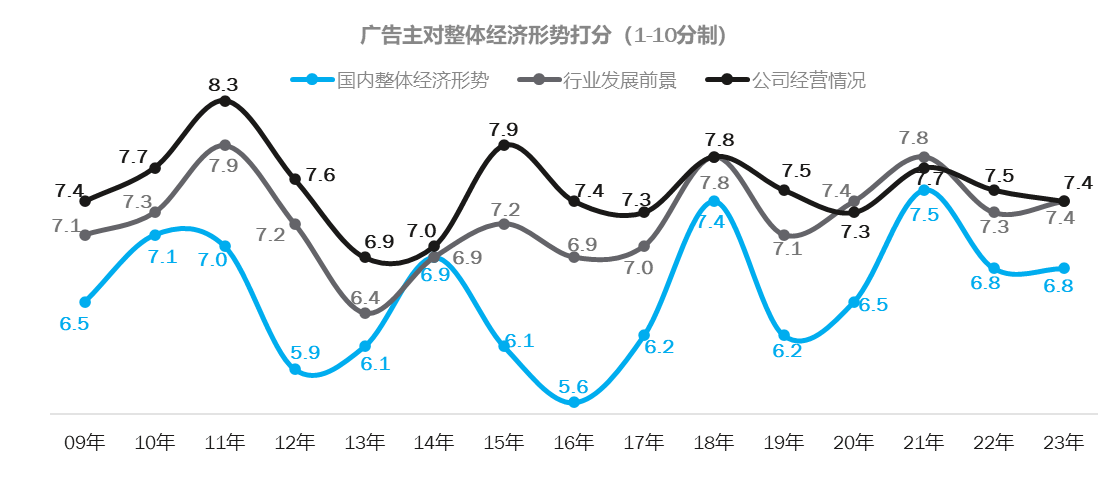 广告主对整体经济形势打分（1-10分制）
国内整体经济形势 行业发展前景 公司经营情况
7.4 7.7 8.3 7.6 6.9 7.0 7.9 7.4 7.3 7.8 7.5 7.3 7.7 7.5 7.4
7.1 7.3 7.9 7.2 6.4 6.9 7.2 6.9 7.0 7.8 7.1 7.4 7.8 7.3 7.4
6.5 7.1 7.0 5.9 6.1 6.9 6.1 5.6 6.2 7.4 6.2 6.5 7.5 6.8 6.8
09年 10年 11年 12年 13年 14年 15年 16年 17年 18年 19年 20年 21年 22年 23年